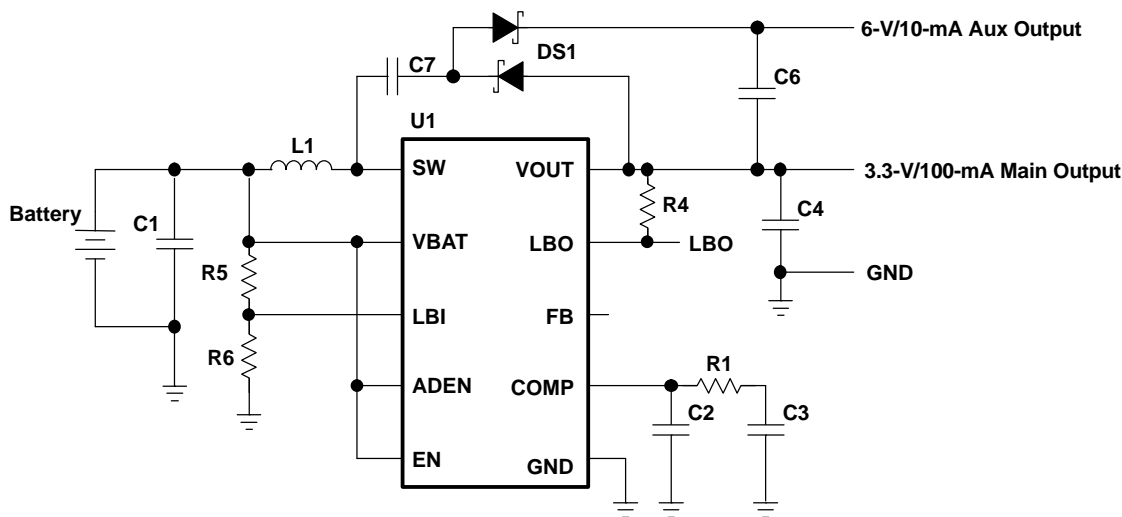 6-V/10-mA Aux Output
DS1
C7
C6
U1
L1
SW
VOUT
3.3-V/100-mA Main Output
Battery
C1
R4
C4
VBAT
LBO
LBO
R5
GND
LBI
FB
R6
R1
ADEN
COMP
C2
C3
EN
GND